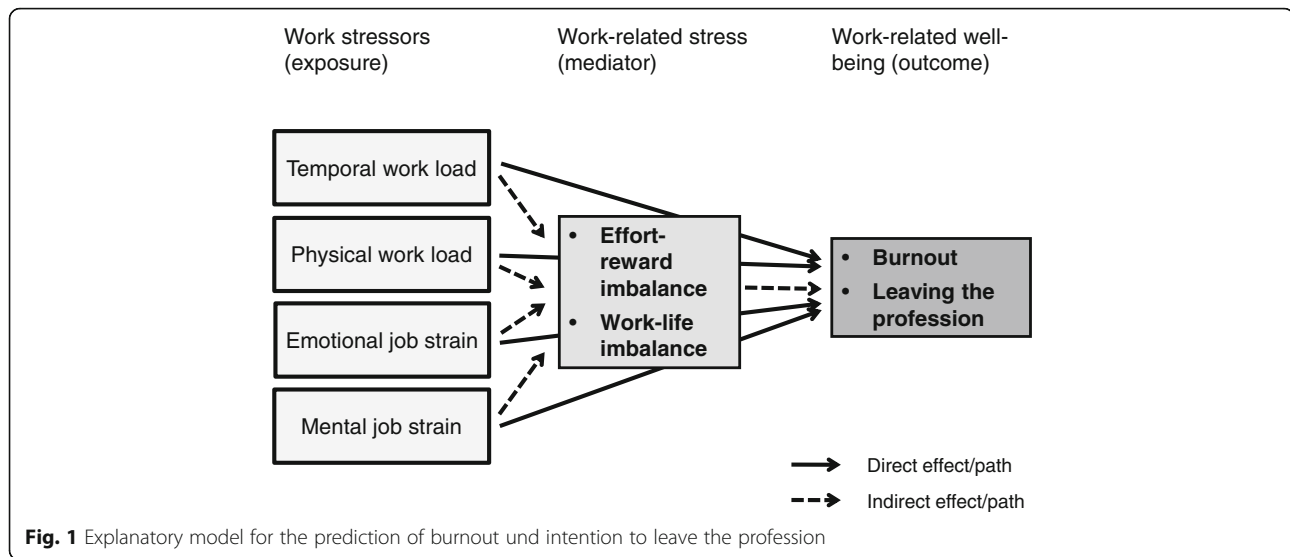 Work stressors
(exposure)
Work-related stress
(mediator)
Work-related well-
being (outcome)
Temporal work load
Physical work load
Emotional job strain
Mental job strain
• Effort-
reward
imbalance
• Work-life
imbalance
• Burnout
• Leaving the
profession
Direct effect/path
Indirect effect/path
Fig. 1 Explanatory model for the prediction of burnout und intention to leave the profession